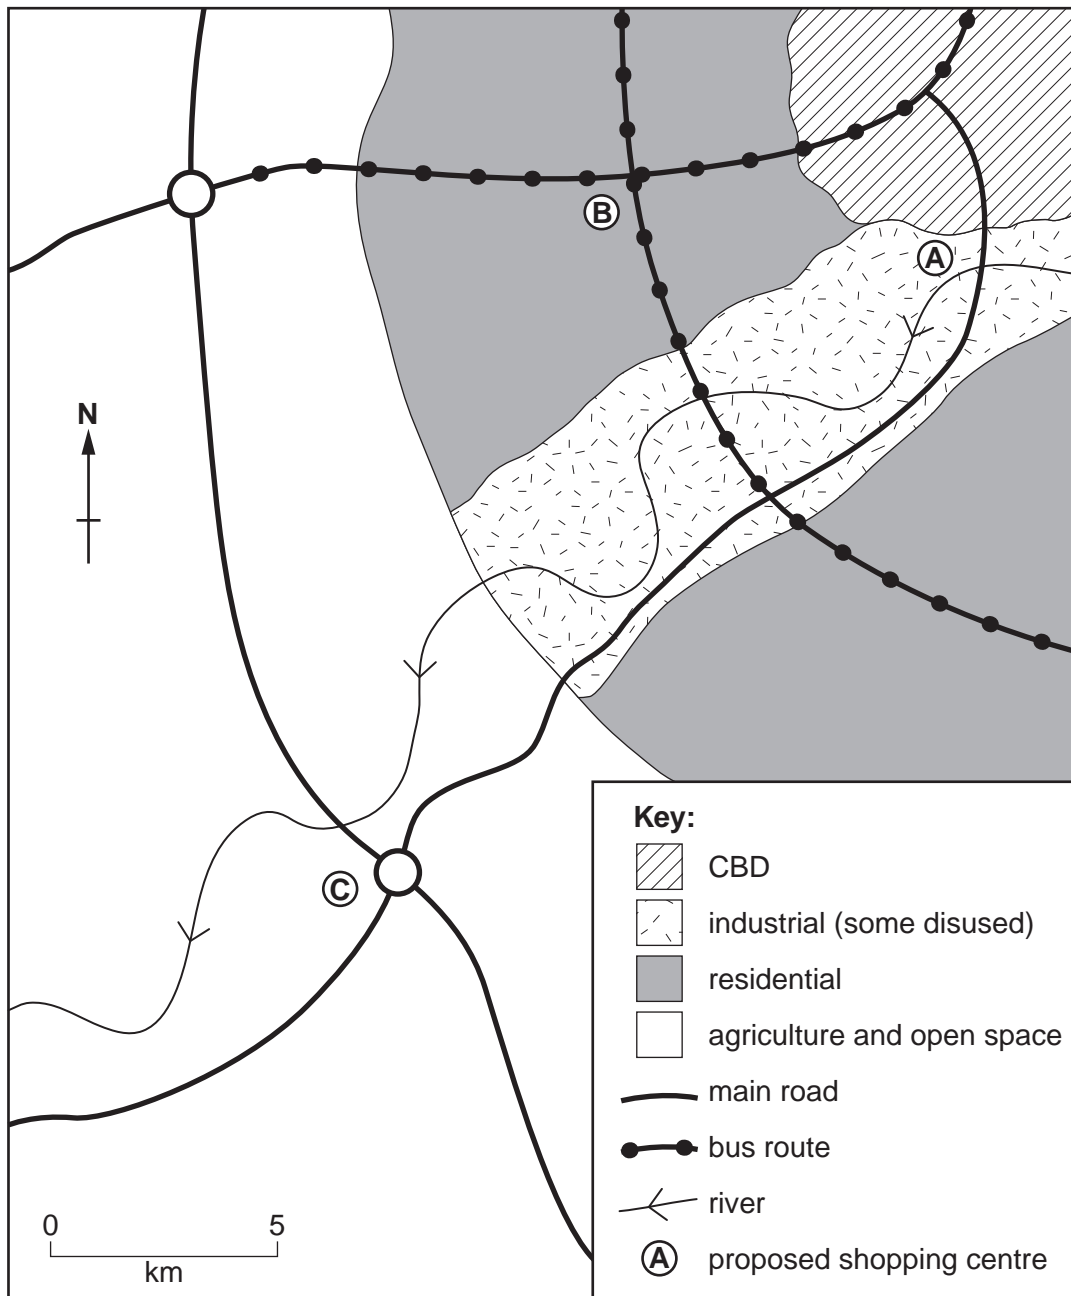 B
A
N
C
Key:
CBD
industrial (some disused)
residential
agriculture and open space
main road
bus route
river
A proposed shopping centre
0 5
km